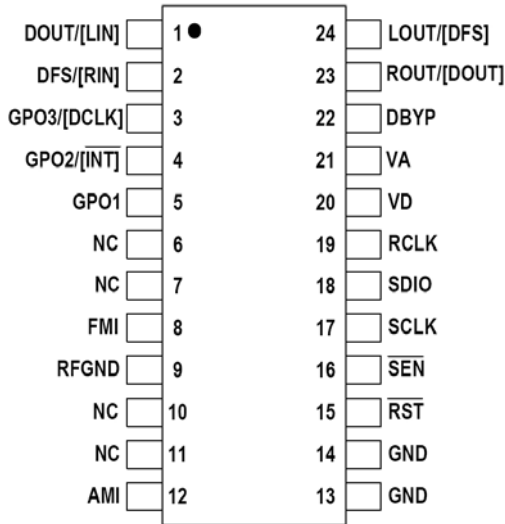 DOUT/[LIN] 1 24 LOUT/[DFS]
DFS/[RIN] 2 23 ROUT/[DOUT]
GPO3/[DCLK] 3 22 DBYP
GPO2/[INT] 4 21 VA
GPO1 5 20 VD
NC 6 19 RCLK
NC 7 18 SDIO
FMI 8 17 SCLK
RFGND 9 16 SEN
NC 10 15 RST
NC 11 14 GND
AMI 12 13 GND